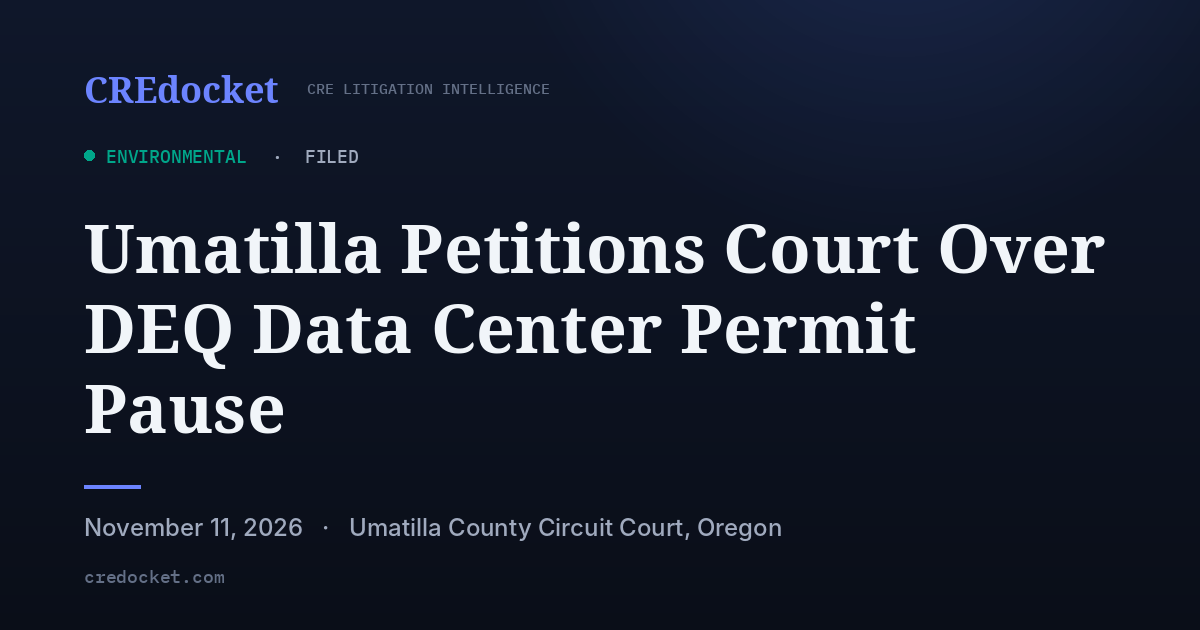 CREdocket CRE LITIGATION INTELLIGENCE
ENVIRONMENTAL · FILED
Umatilla Petitions Court Over
DEQ Data Center Permit
Pause
November 11, 2026 · Umatilla County Circuit Court, Oregon
credocket.com